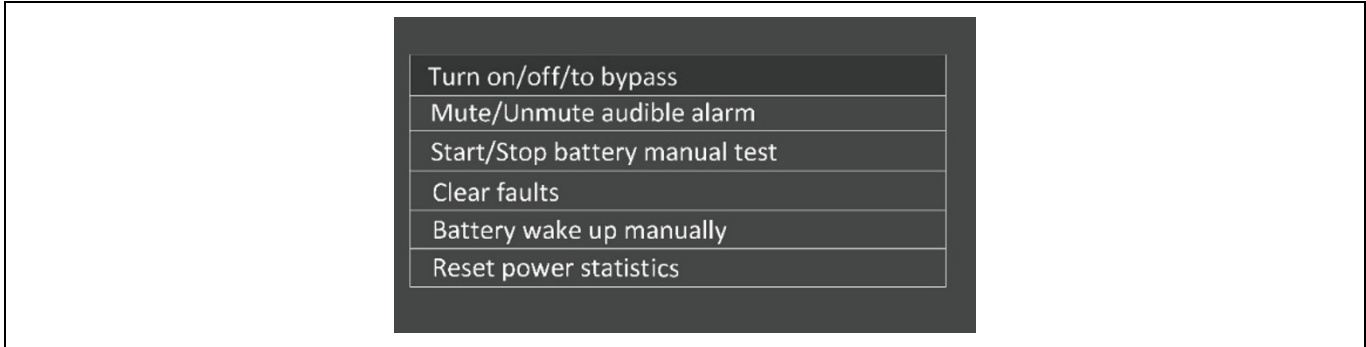 Turn on/off/to bypass
Mute/Unmute audible alarm
Start/Stop battery manual test
Clear faults
Battery wake up manually
Reset power statistics